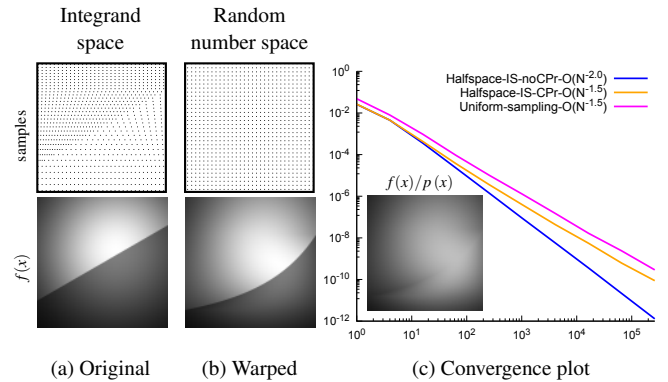 Integrand
space
Random
number space
samples
f(x)
10^0
10^-2
10^-4
10^-6
10^-8
10^-10
10^-12
Halfspace-IS-noCPr-O(N^-2.0)
Halfspace-IS-CPr-O(N^-1.5)
Uniform-sampling-O(N^-1.5)
f(x)/p(x)
10^0 10^1 10^2 10^3 10^4 10^5
(a) Original
(b) Warped
(c) Convergence plot